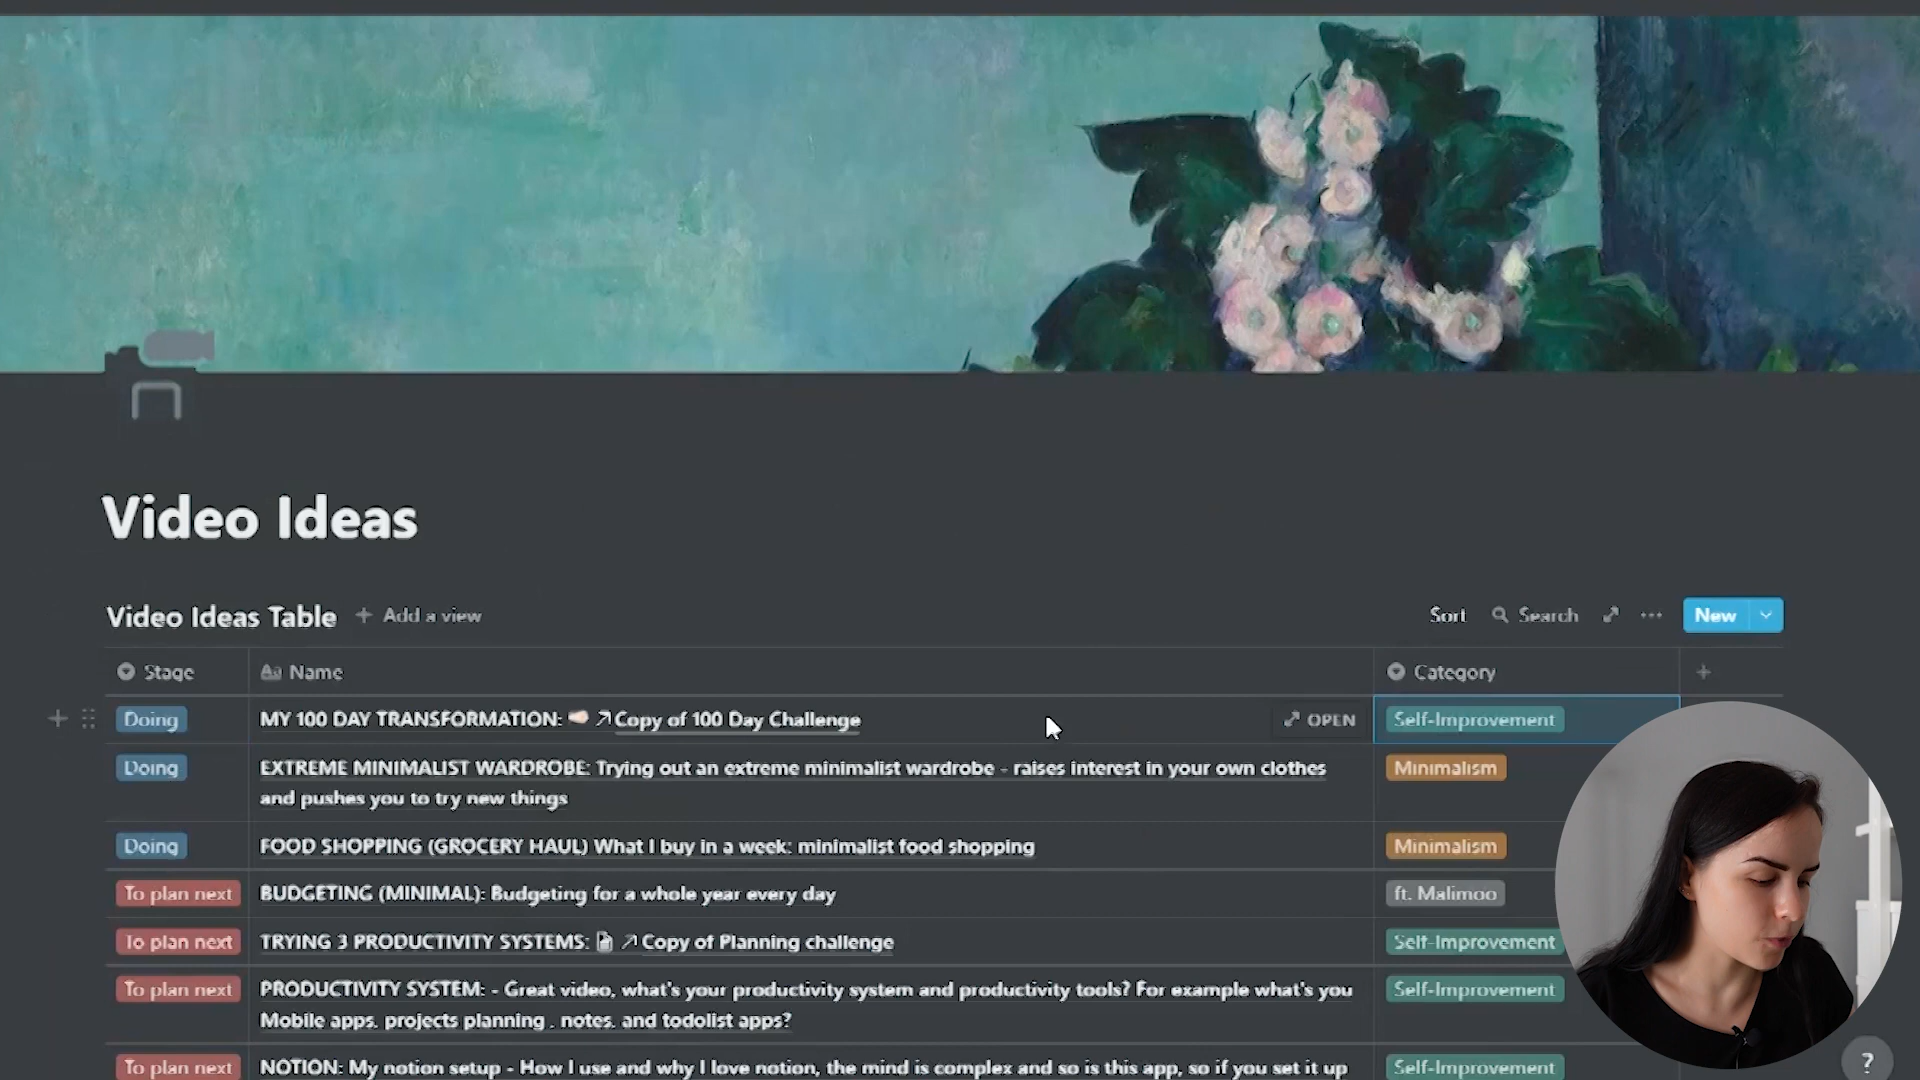 Video Ideas
Video Ideas Table + Add a view Sort Search ··· New
Stage Aa Name Category +
+ Doing MY 100 DAY TRANSFORMATION: Copy of 100 Day Challenge OPEN Self-Improvement
Doing EXTREME MINIMALIST WARDROBE: Trying out an extreme minimalist wardrobe - raises interest in your own clothes Minimalism
and pushes you to try new things
Doing FOOD SHOPPING (GROCERY HAUL) What I buy in a week: minimalist food shopping Minimalism
To plan next BUDGETING (MINIMAL): Budgeting for a whole year every day ft. Malimoo
To plan next TRYING 3 PRODUCTIVITY SYSTEMS: Copy of Planning challenge Self-Improvement
To plan next PRODUCTIVITY SYSTEM: - Great video, what's your productivity system and productivity tools? For example what's you Self-Improvement
Mobile apps. projects planning . notes. and todolist apps?
To plan next NOTION: My notion setup - How I use and why I love notion, the mind is complex and so is this app, so if you set it up Self-Improvement
?